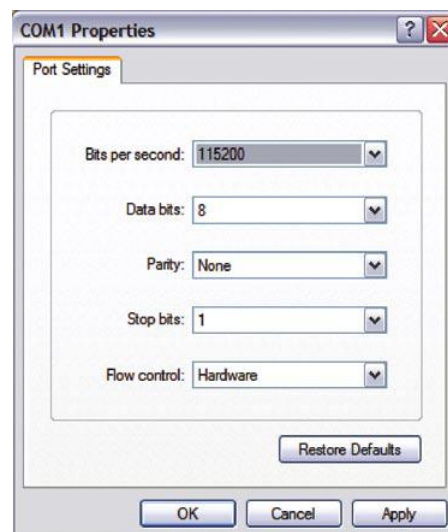 COM1 Properties
Port Settings
Bits per second: 115200
Data bits: 8
Parity: None
Stop bits: 1
Flow control: Hardware
Restore Defaults
OK Cancel Apply